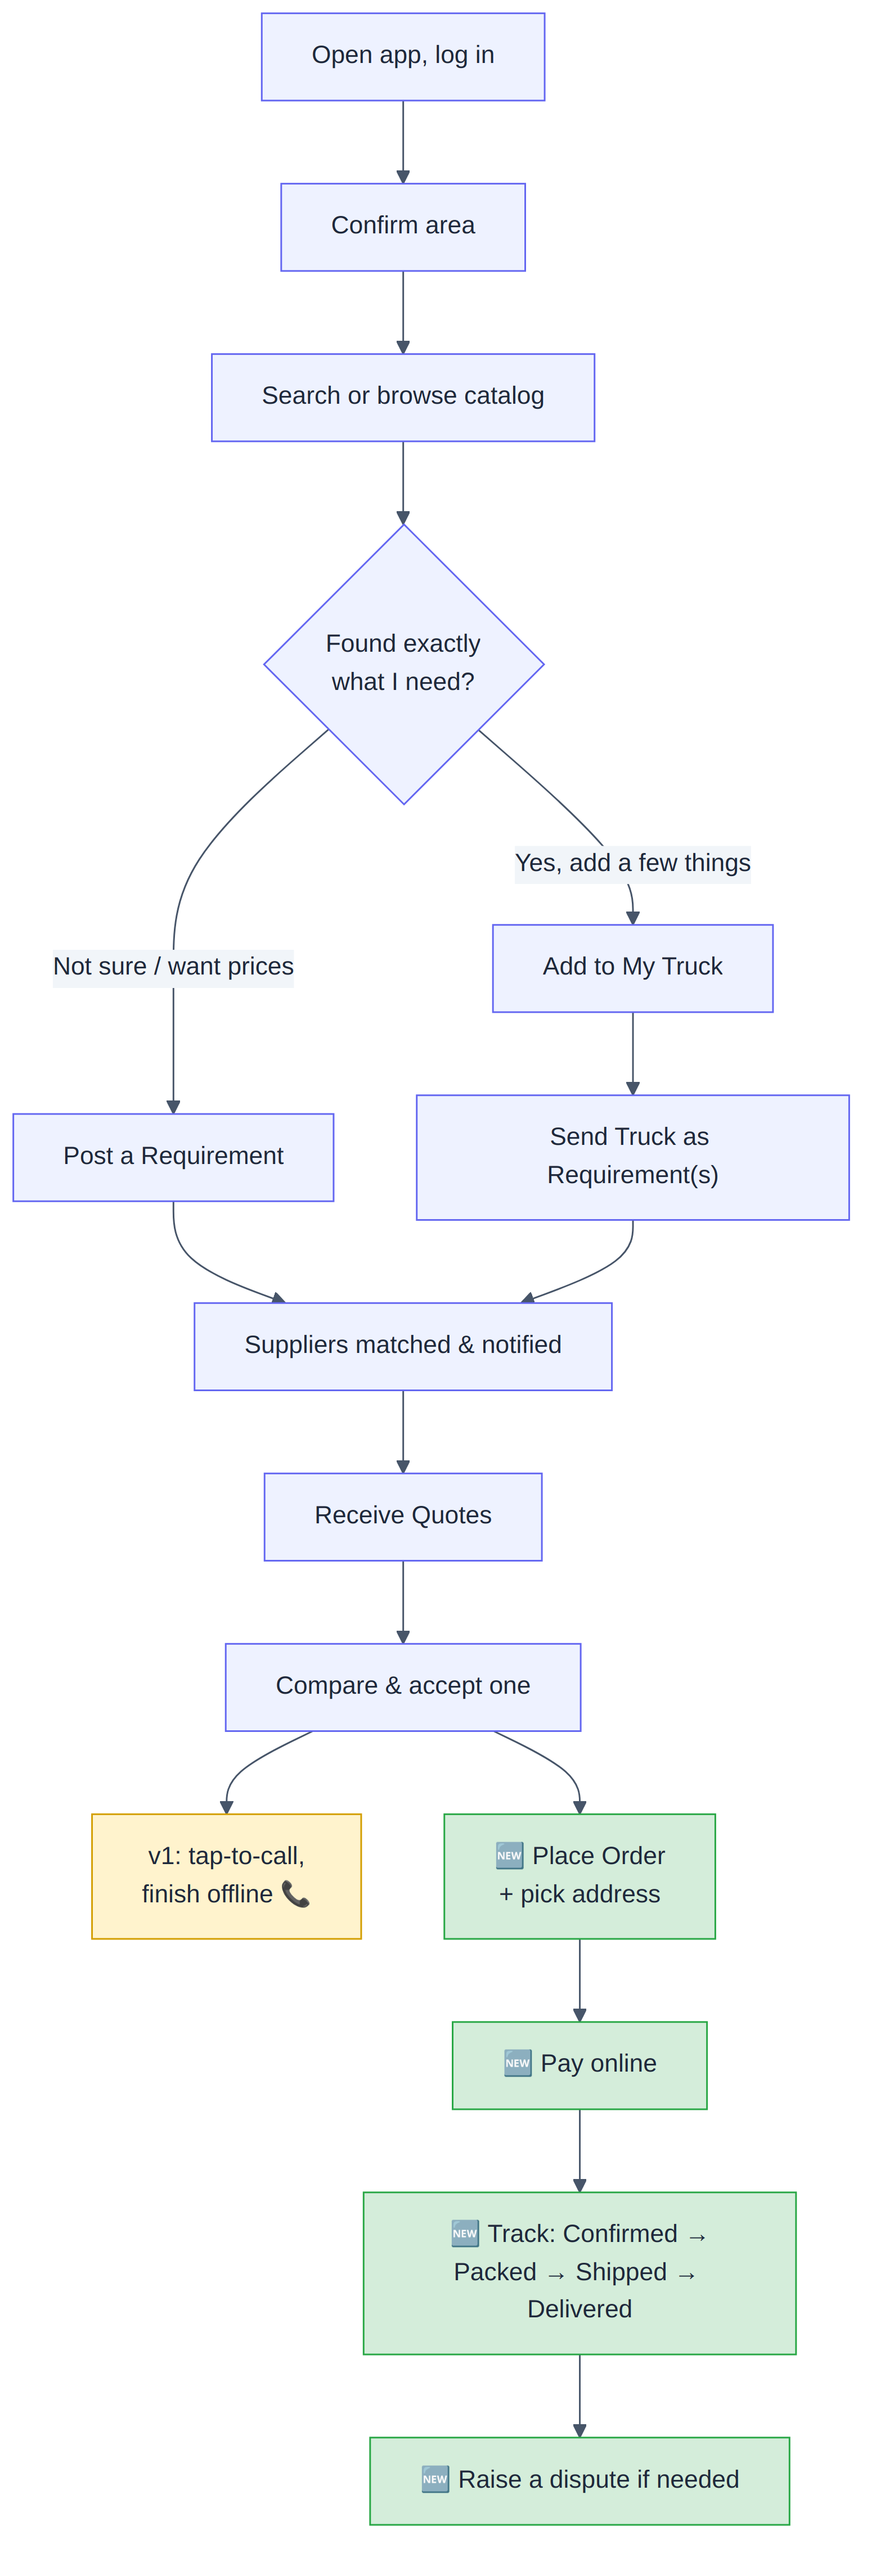 Open app, log in
Confirm area
Search or browse catalog
Found exactly
what I need?
Yes, add a few things
Not sure / want prices
Add to My Truck
Post a Requirement
Send Truck as
Requirement(s)
Suppliers matched & notified
Receive Quotes
Compare & accept one
v1: tap-to-call,
finish offline 📞
🆕 Place Order
+ pick address
🆕 Pay online
🆕 Track: Confirmed →
Packed → Shipped →
Delivered
🆕 Raise a dispute if needed